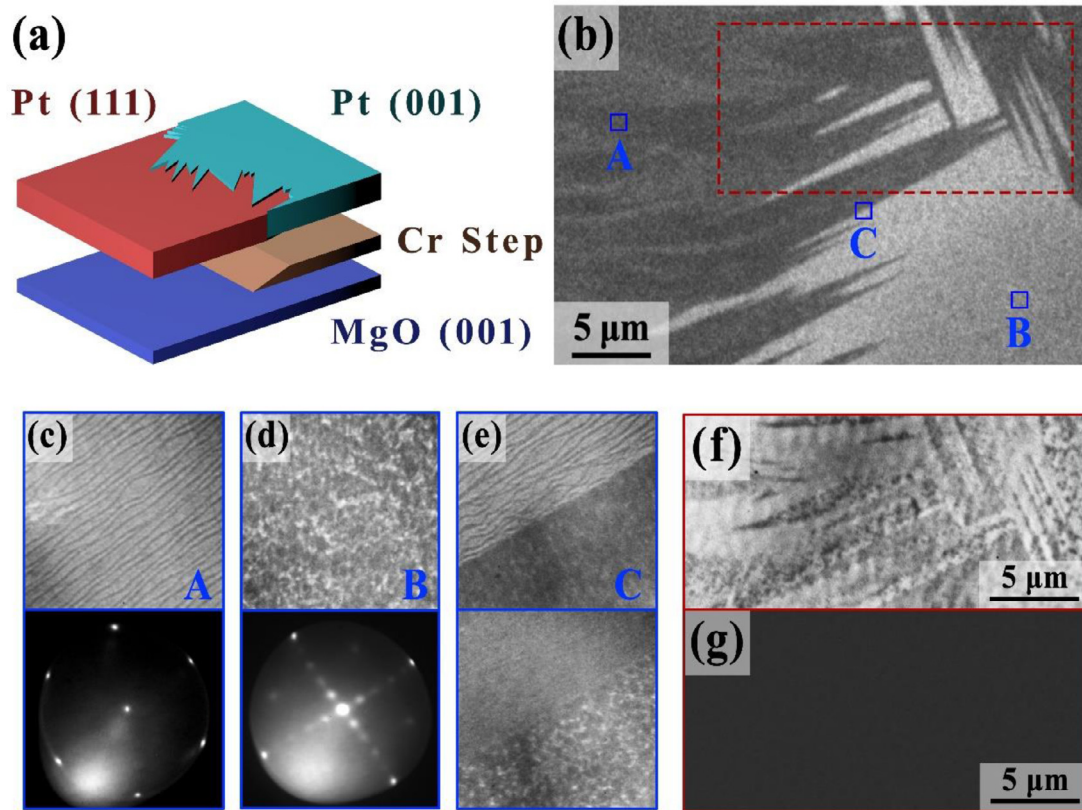 (a)
Pt (111)
Pt (001)
Cr Step
MgO (001)
(b)
A
C
B
5 µm
(c)
A
(d)
B
(e)
C
(f)
5 µm
(g)
5 µm